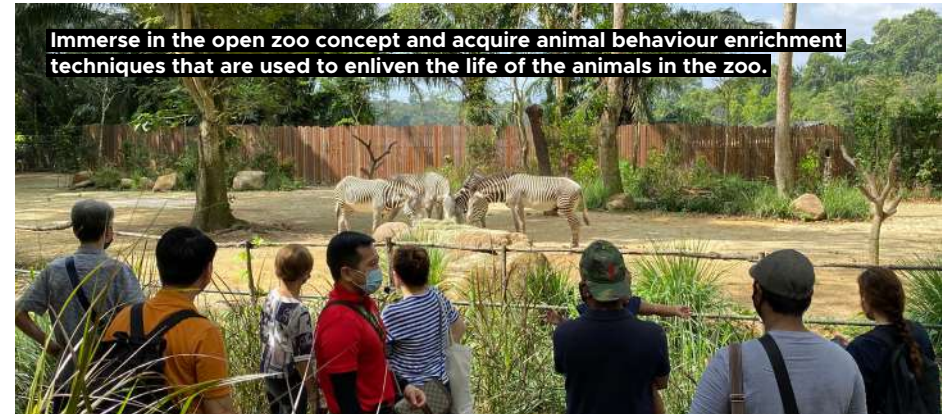 Immerse in the open zoo concept and acquire animal behaviour enrichment
techniques that are used to enliven the life of the animals in the zoo.